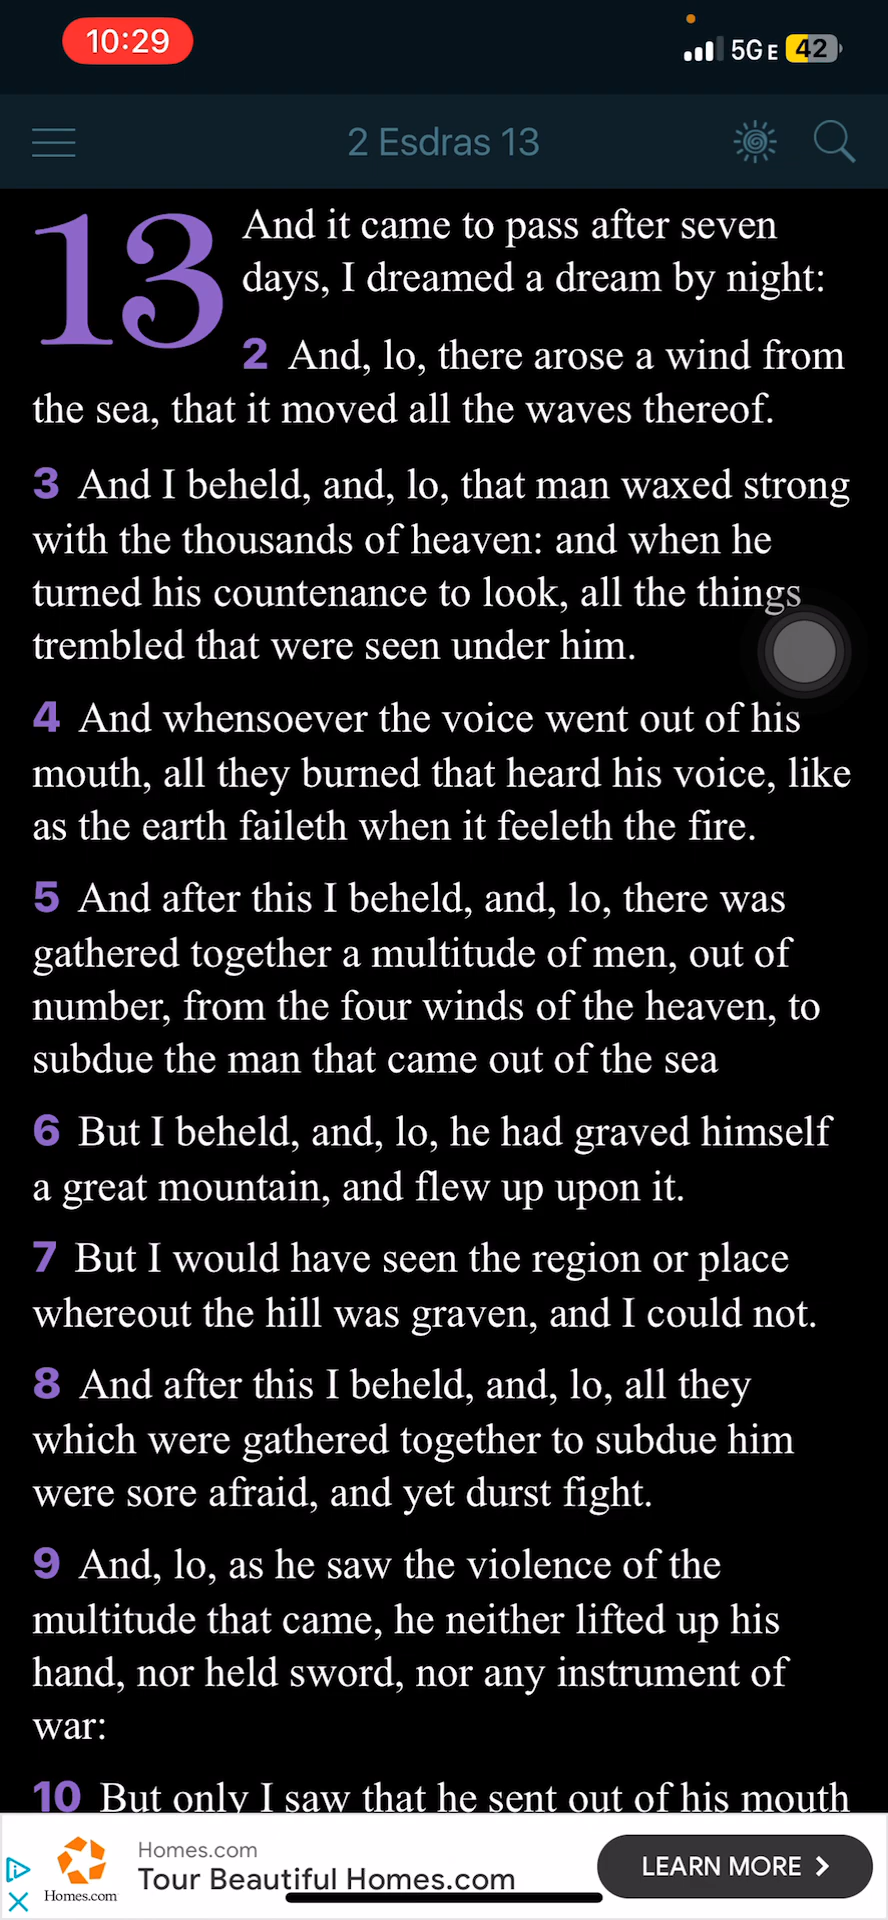 10:29
5GE 42
2 Esdras 13
13 And it came to pass after seven
days, I dreamed a dream by night:
2 And, lo, there arose a wind from
the sea, that it moved all the waves thereof.
3 And I beheld, and, lo, that man waxed strong
with the thousands of heaven: and when he
turned his countenance to look, all the things
trembled that were seen under him.
4 And whensoever the voice went out of his
mouth, all they burned that heard his voice, like
as the earth faileth when it feeleth the fire.
5 And after this I beheld, and, lo, there was
gathered together a multitude of men, out of
number, from the four winds of the heaven, to
subdue the man that came out of the sea
6 But I beheld, and, lo, he had graved himself
a great mountain, and flew up upon it.
7 But I would have seen the region or place
whereout the hill was graven, and I could not.
8 And after this I beheld, and, lo, all they
which were gathered together to subdue him
were sore afraid, and yet durst fight.
9 And, lo, as he saw the violence of the
multitude that came, he neither lifted up his
hand, nor held sword, nor any instrument of
war:
10 But only I saw that he sent out of his mouth
Homes.com
Tour Beautiful Homes.com
LEARN MORE
Homes.com